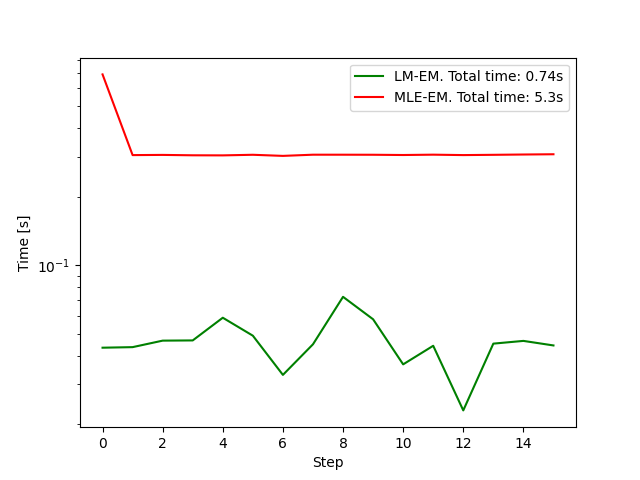 LM-EM. Total time: 0.74s
MLE-EM. Total time: 5.3s
Time [s]
10⁻¹
0 2 4 6 8 10 12 14
Step